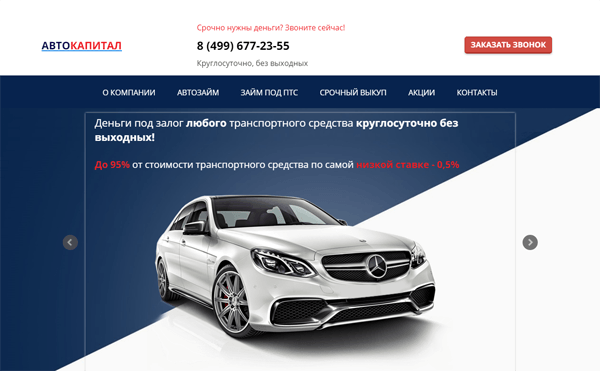 Срочно нужны деньги? Звоните сейчас!
АВТОКАПИТАЛ
8 (499) 677-23-55
ЗАКАЗАТЬ ЗВОНОК
Круглосуточно, без выходных
О КОМПАНИИ АВТОЗАЙМ ЗАЙМ ПОД ПТС СРОЧНЫЙ ВЫКУП АКЦИИ КОНТАКТЫ
Деньги под залог любого транспортного средства круглосуточно без
выходных!
До 95% от стоимости транспортного средства по самой низкой ставке - 0,5%